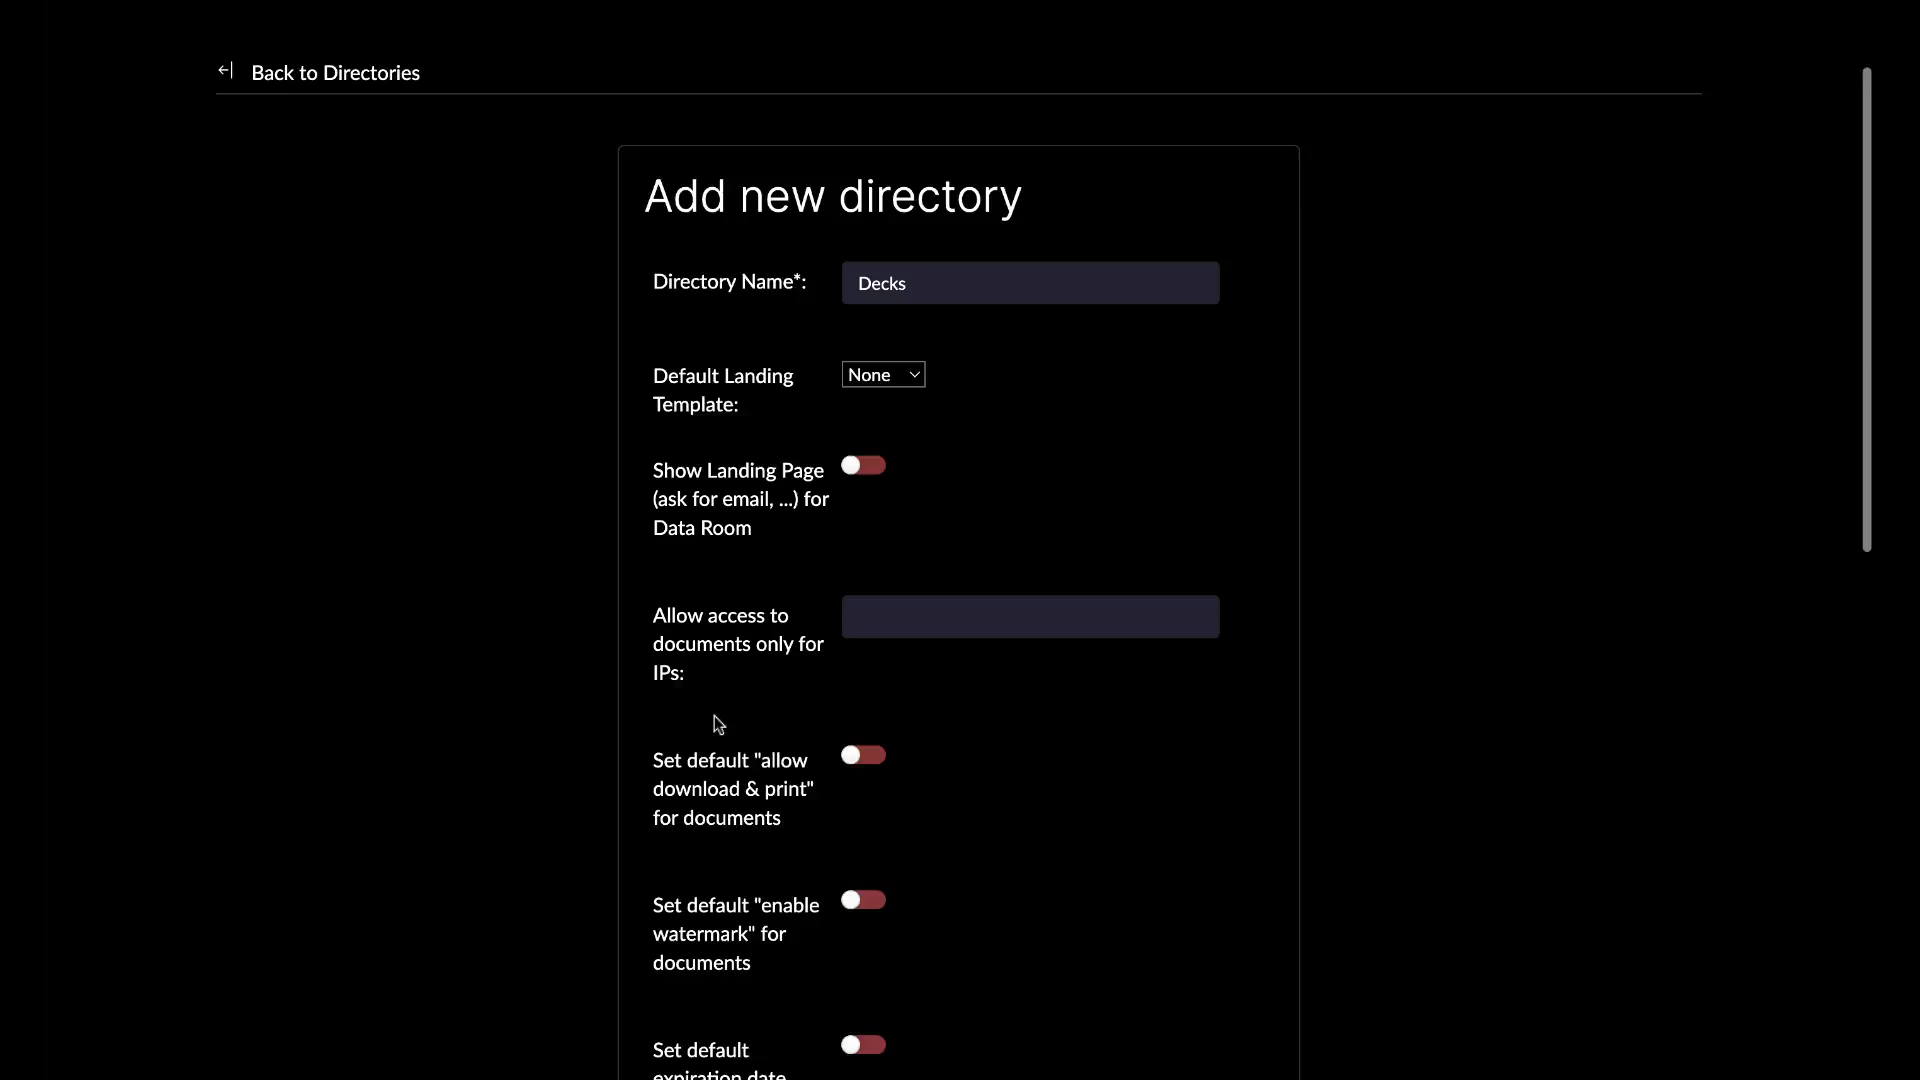 Back to Directories
Add new directory
Directory Name*:
Decks
Default Landing
Template:
None
Show Landing Page
(ask for email, ...) for
Data Room
Allow access to
documents only for
IPs:
Set default "allow
download & print"
for documents
Set default "enable
watermark" for
documents
Set default
expiration date